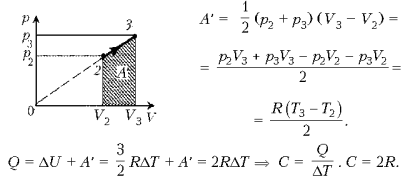 p
p₃
p₂
3
2
A'
0
V₂
V₃
V
A' = 1/2 (p₂ + p₃) (V₃ − V₂) =
= (p₂V₃ + p₃V₃ − p₂V₂ − p₃V₂)/2 =
= R(T₃ − T₂)/2.
Q = ΔU + A' = 3/2 RΔT + A' = 2RΔT ⟹ C = Q/ΔT . C = 2R.